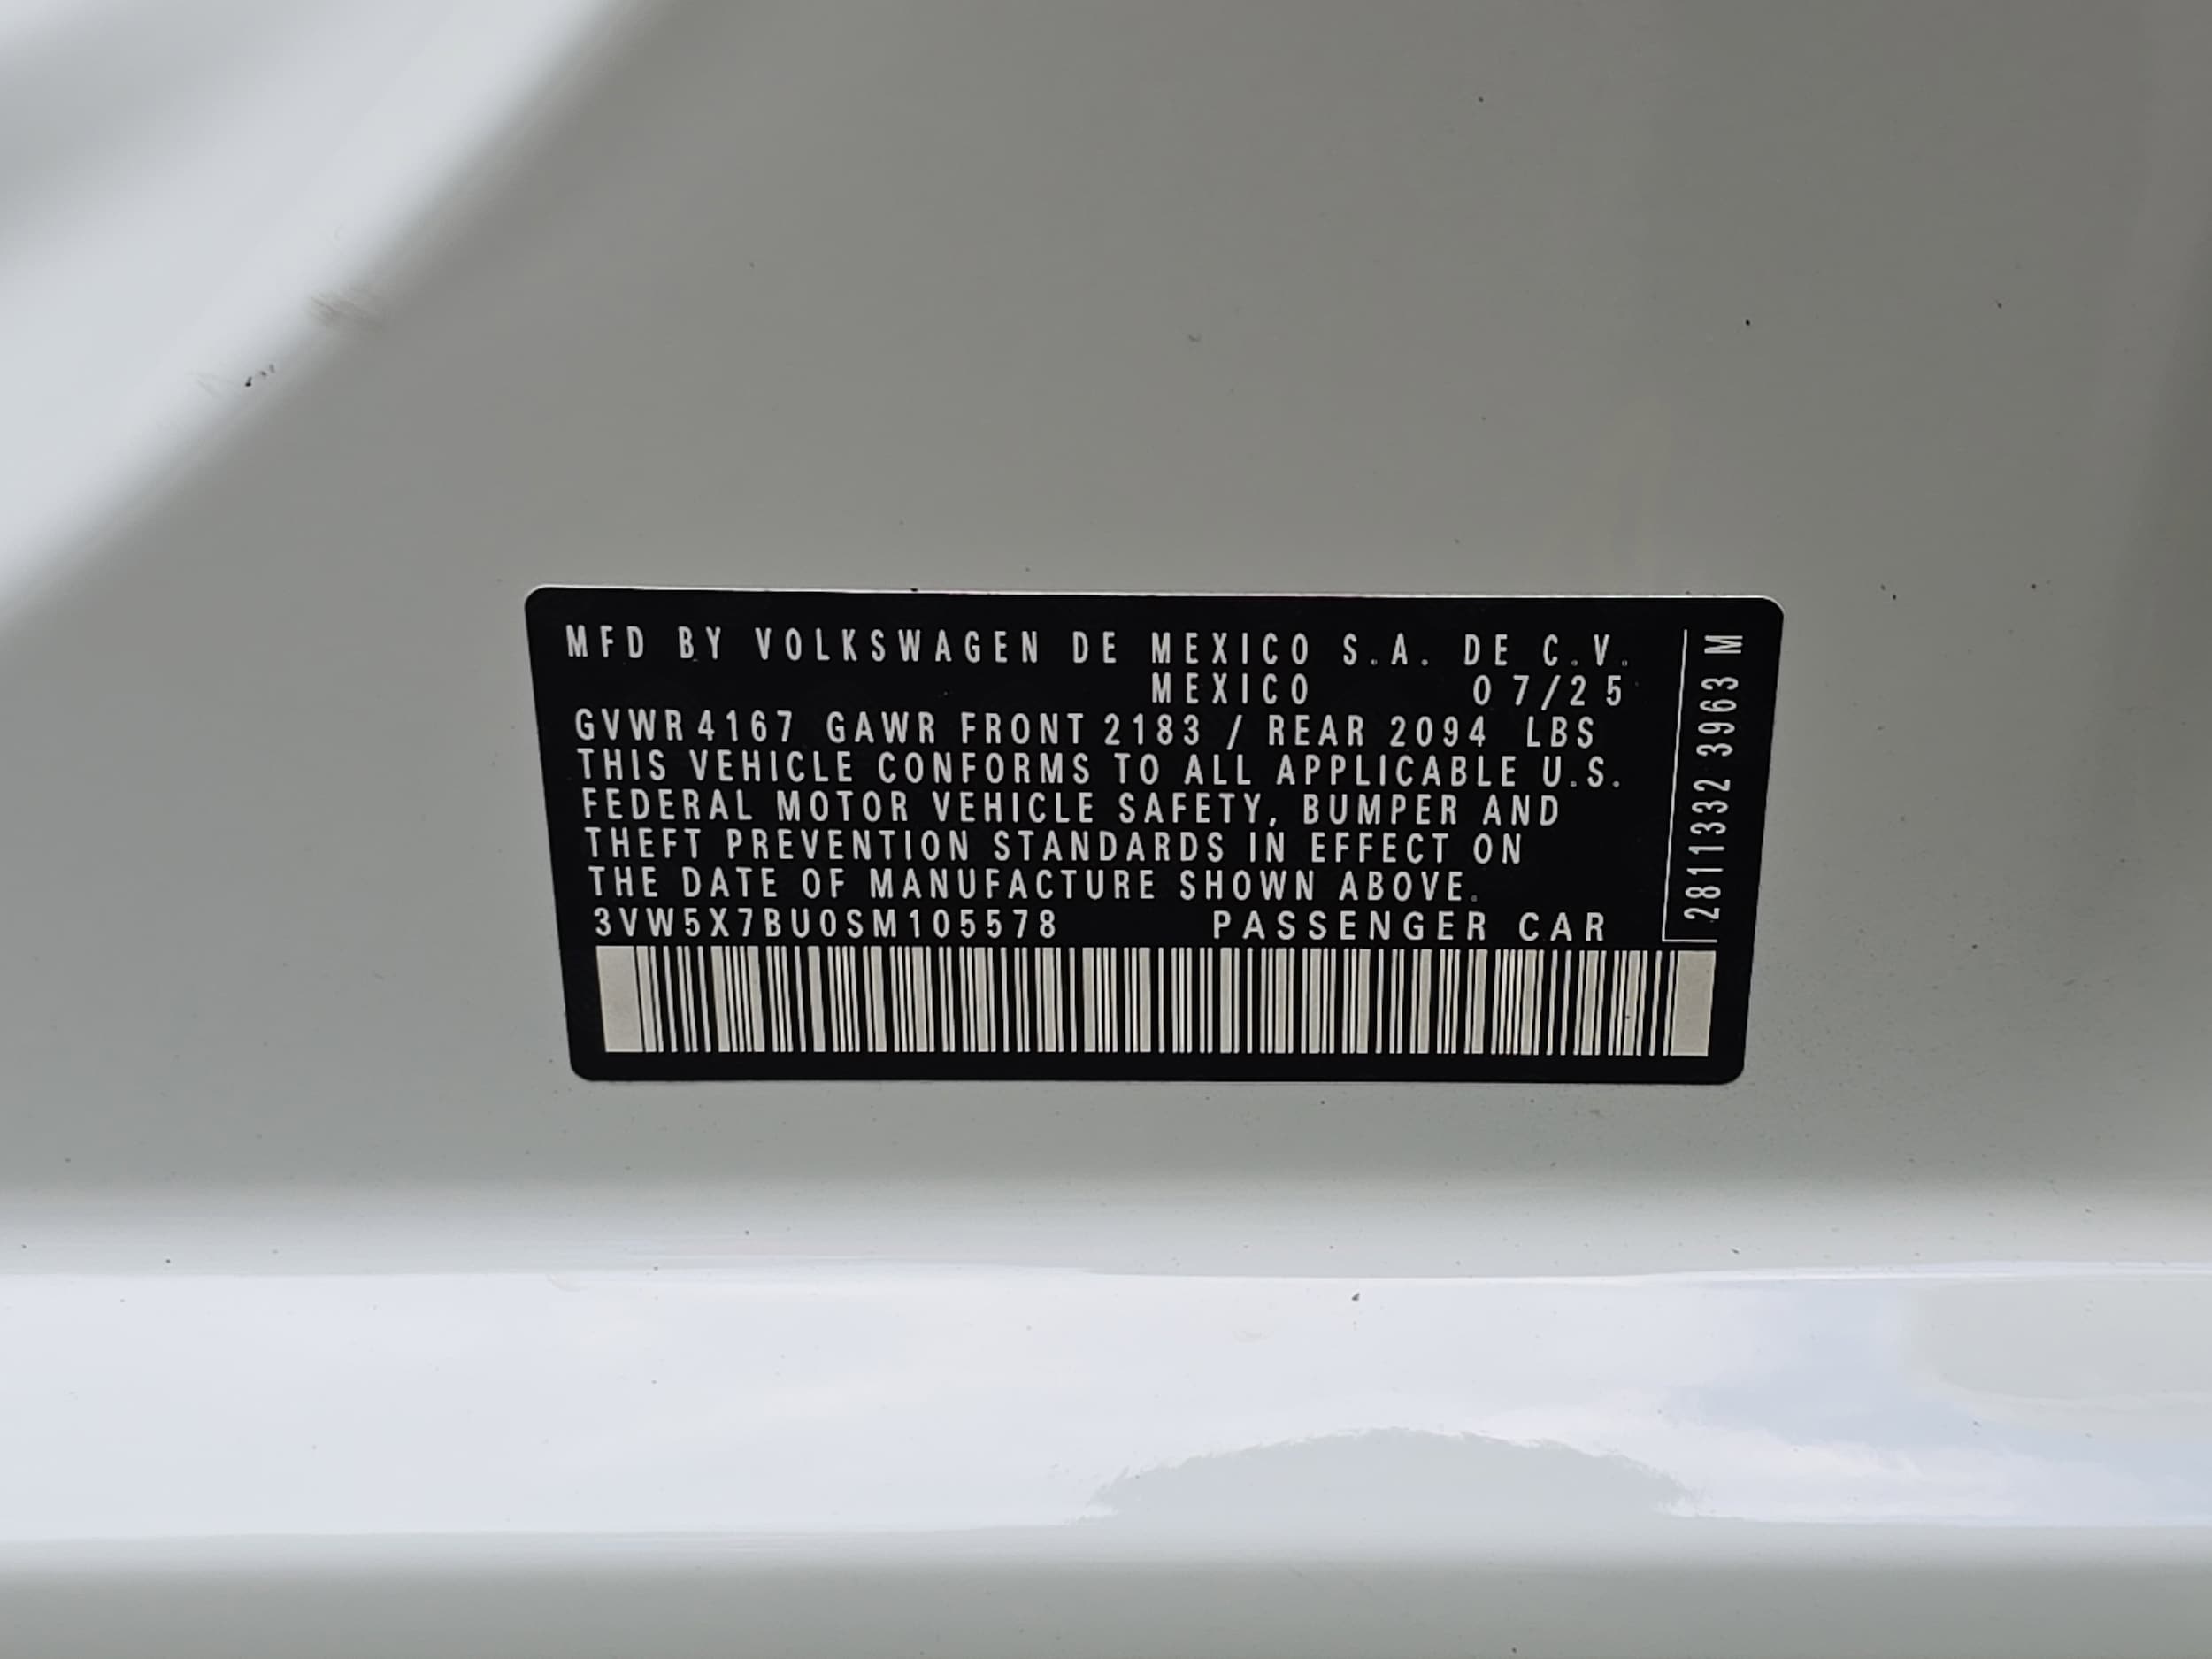 MFD BY VOLKSWAGEN DE MEXICO S.A. DE C.V.
MEXICO 07/25
GVWR 4167 GAWR FRONT 2183 / REAR 2094 LBS
THIS VEHICLE CONFORMS TO ALL APPLICABLE U.S.
FEDERAL MOTOR VEHICLE SAFETY, BUMPER AND
THEFT PREVENTION STANDARDS IN EFFECT ON
THE DATE OF MANUFACTURE SHOWN ABOVE.
3VW5X7BU0SM105578 PASSENGER CAR
2811332 3963 M